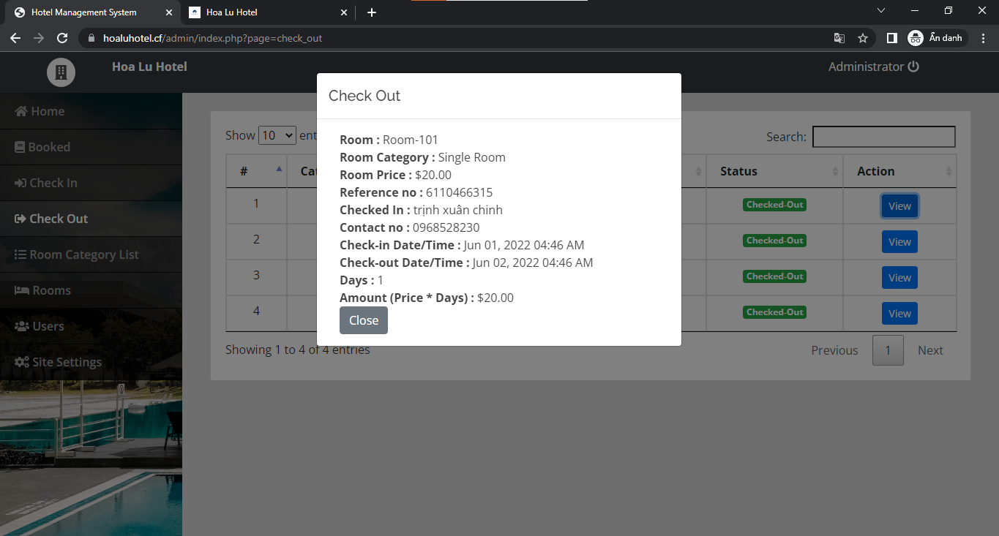 Hotel Management System
Hoa Lu Hotel
hoaluhotel.cf/admin/index.php?page=check_out
Ẩn danh
Hoa Lu Hotel
Administrator
Home
Booked
Check In
Check Out
Room Category List
Rooms
Users
Site Settings
Check Out
Room : Room-101
Room Category : Single Room
Room Price : $20.00
Reference no : 6110466315
Checked In : trịnh xuân chinh
Contact no : 0968528230
Check-in Date/Time : Jun 01, 2022 04:46 AM
Check-out Date/Time : Jun 02, 2022 04:46 AM
Days : 1
Amount (Price * Days) : $20.00
Close
Show 10 ent
Search:
# Cat Status Action
1 Checked-Out View
2 Checked-Out View
3 Checked-Out View
4 Checked-Out View
Showing 1 to 4 of 4 entries
Previous 1 Next